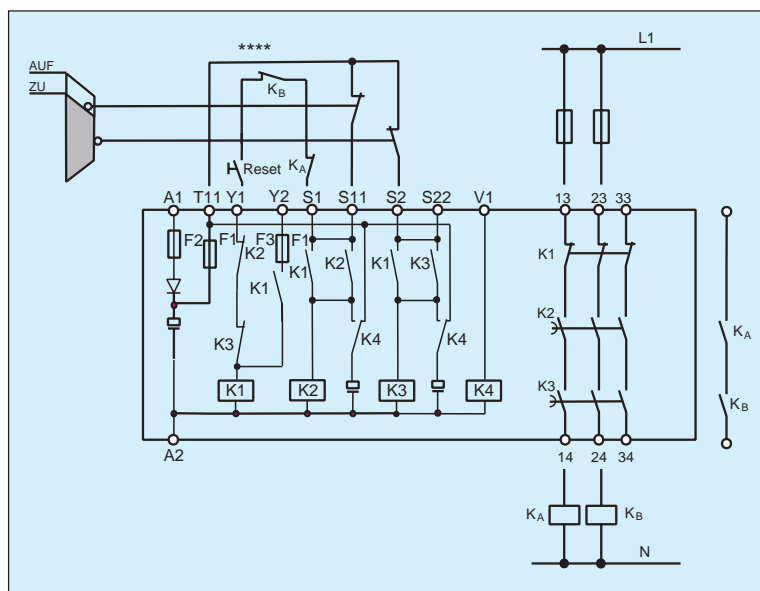 L1
****
AUF
ZU
KB
Reset
KA
A1 T11 Y1 Y2 S1 S11 S2 S22 V1 13 23 33
F2 F1 K2 F3 F1 K1 K2 K1 K3 K1
K1
K2
K3 K4 K4
KA
K3
KB
K1 K2 K3 K4
A2
14 24 34
KA KB
N